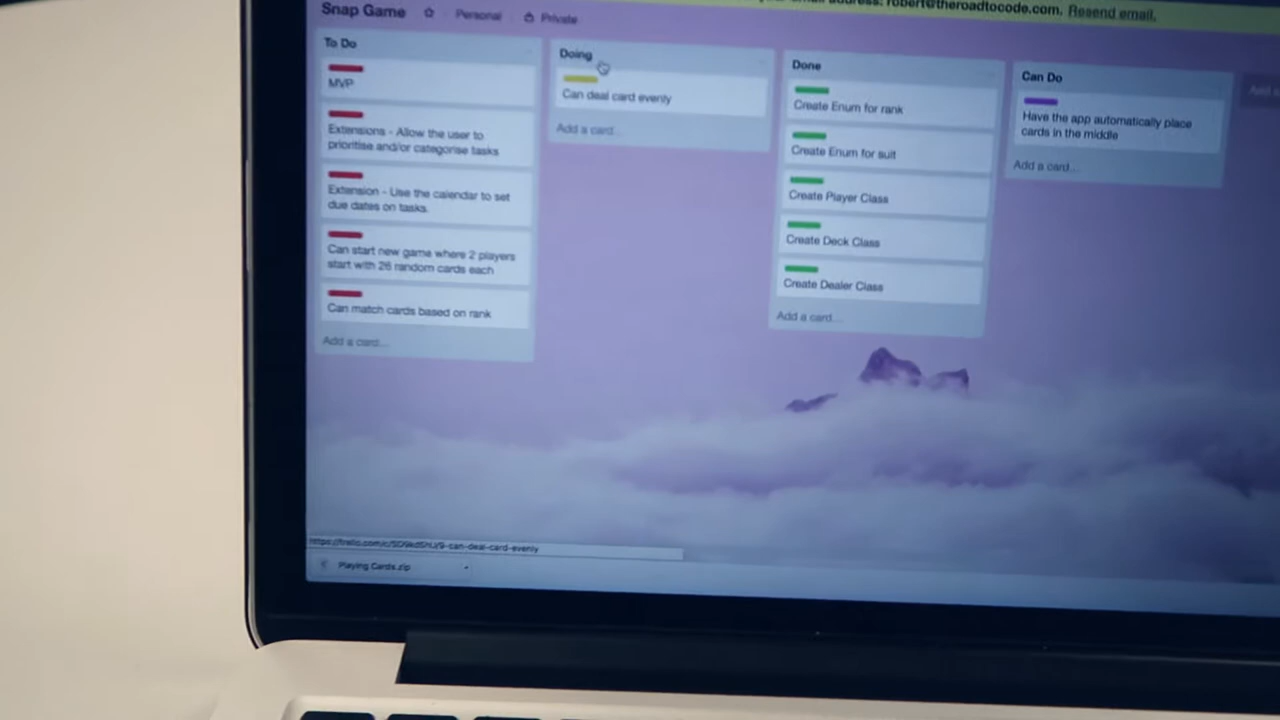 email address: robert@theroadtocode.com. Resend email.
Snap Game Personal Private
To Do
MVP
Extensions - Allow the user to
prioritise and/or categorise tasks
Extension - Use the calendar to set
due dates on tasks.
Can start new game where 2 players
start with 26 random cards each
Can match cards based on rank
Add a card...
Doing
Can deal card evenly
Add a card...
Done
Create Enum for rank
Create Enum for suit
Create Player Class
Create Deck Class
Create Dealer Class
Add a card...
Can Do
Have the app automatically place
cards in the middle
Add a card...
Add
Playing Cards.zip